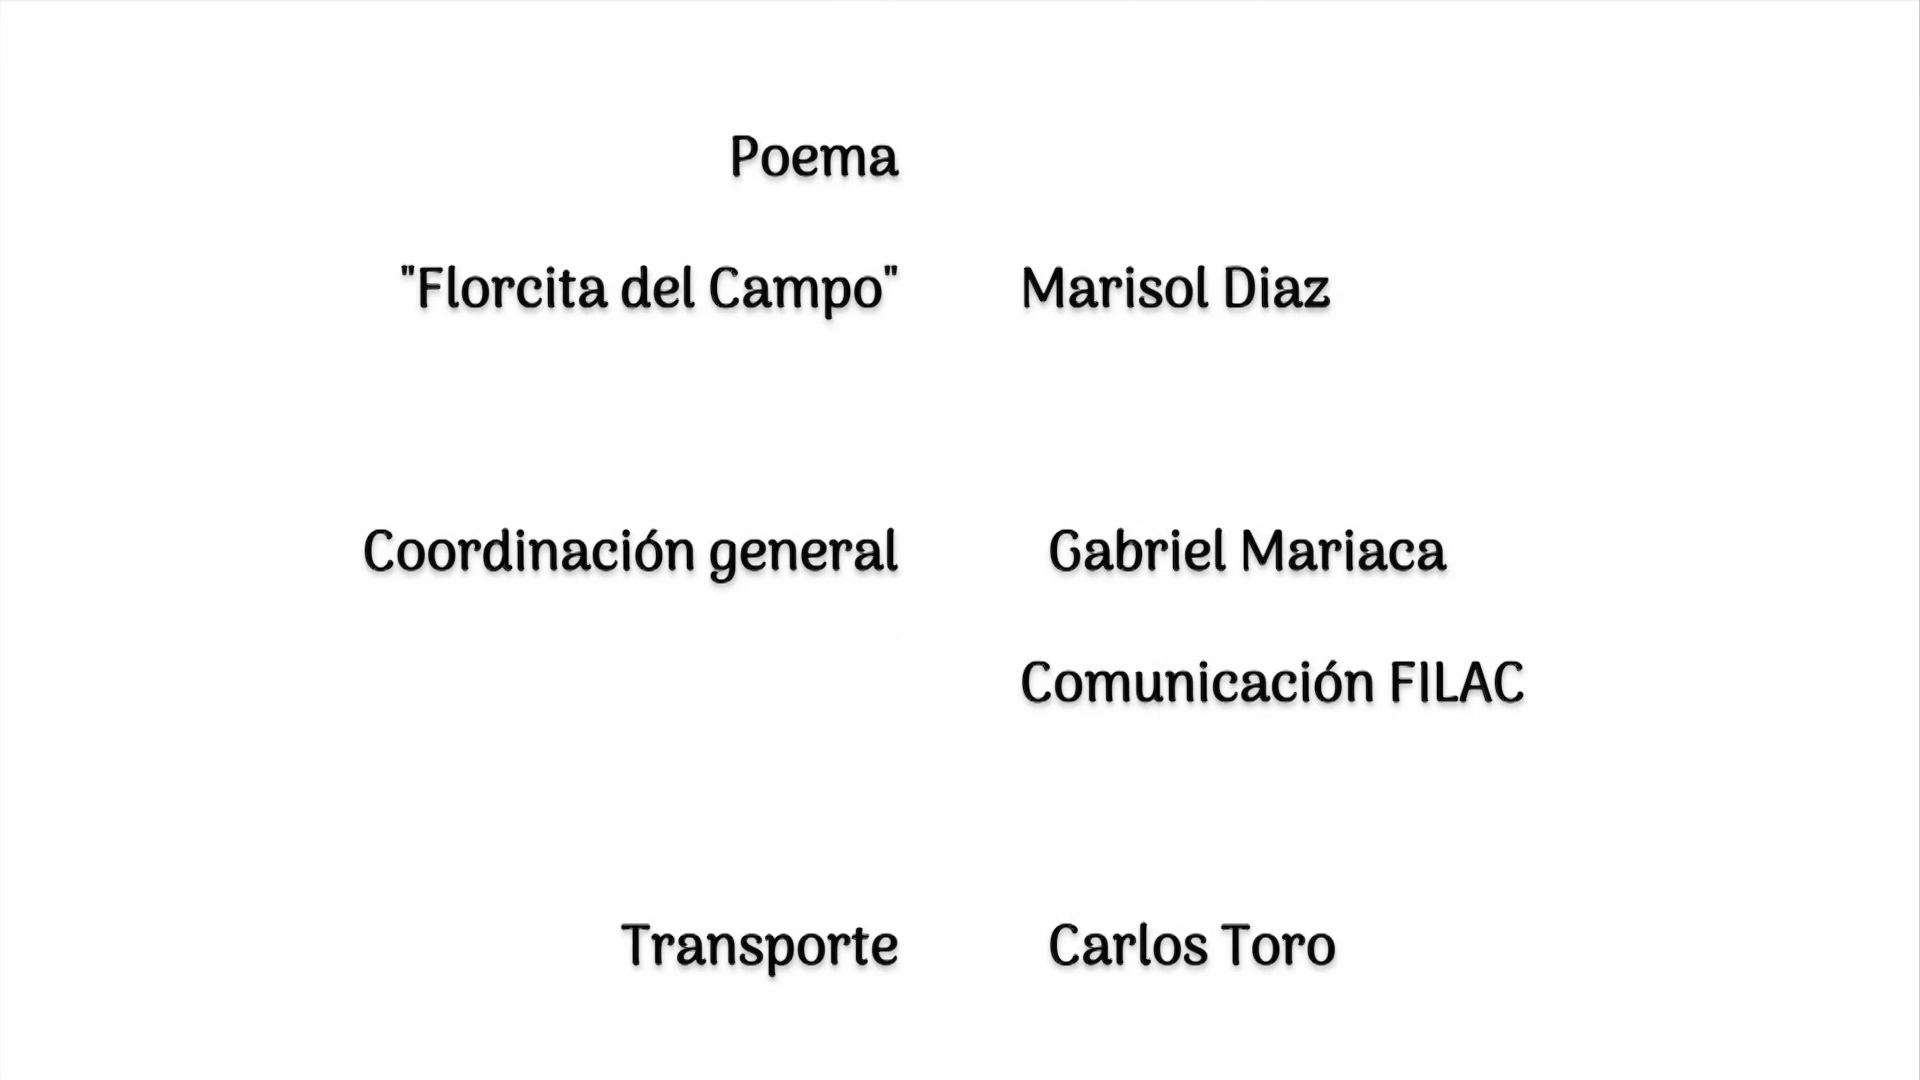 Poema
"Florcita del Campo" Marisol Diaz
Coordinación general Gabriel Mariaca
Comunicación FILAC
Transporte Carlos Toro